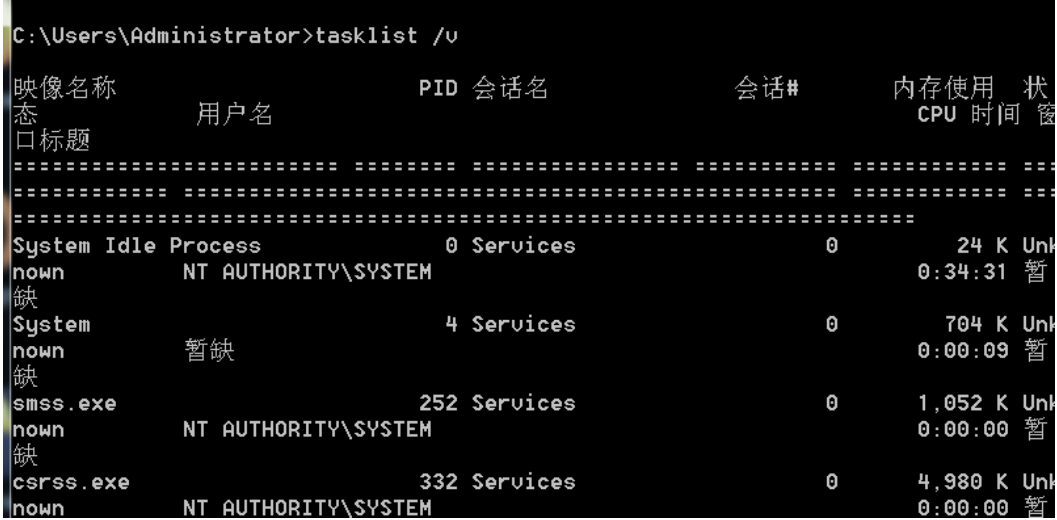 C:\Users\Administrator>tasklist /v
映像名称 PID 会话名 会话# 内存使用 状
态 用户名 CPU 时间 窗
口标题
========================= ======== ================ =========== ============ ===
============ ================================================== ============ ===
=====================================================================
System Idle Process 0 Services 0 24 K Unk
nown NT AUTHORITY\SYSTEM 0:34:31 暂
缺
System 4 Services 0 704 K Unk
nown 暂缺 0:00:09 暂
缺
smss.exe 252 Services 0 1,052 K Unk
nown NT AUTHORITY\SYSTEM 0:00:00 暂
缺
csrss.exe 332 Services 0 4,980 K Unk
nown NT AUTHORITY\SYSTEM 0:00:00 暂